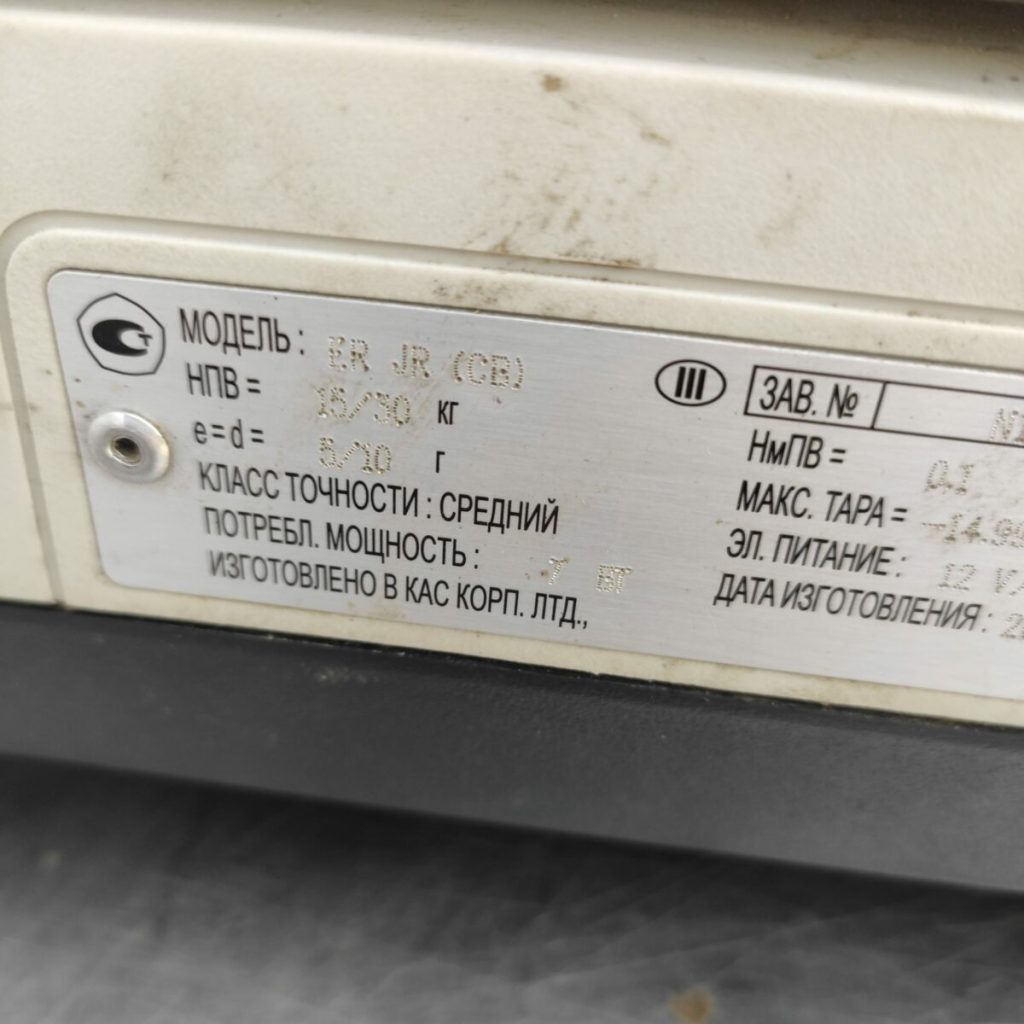 МОДЕЛЬ : ER JR (CB)
НПВ = 15/30 кг
e = d = 5/10 г
КЛАСС ТОЧНОСТИ : СРЕДНИЙ
ПОТРЕБЛ. МОЩНОСТЬ : 7 ВТ
ИЗГОТОВЛЕНО В КАС КОРП. ЛТД.,
III
ЗАВ. №
НмПВ = 0.1
МАКС. ТАРА =
ЭЛ. ПИТАНИЕ : 12
ДАТА ИЗГОТОВЛЕНИЯ :